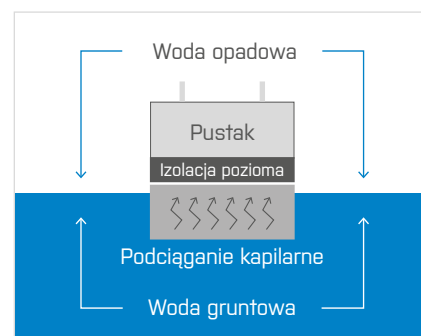 Woda opadowa
Pustak
Izolacja pozioma
Podciąganie kapilarne
Woda gruntowa